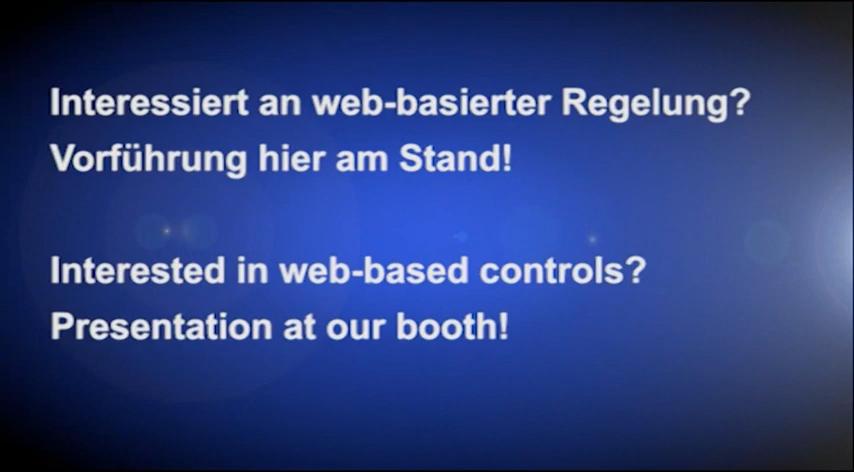 Interessiert an web-basierter Regelung?
Vorführung hier am Stand!
Interested in web-based controls?
Presentation at our booth!